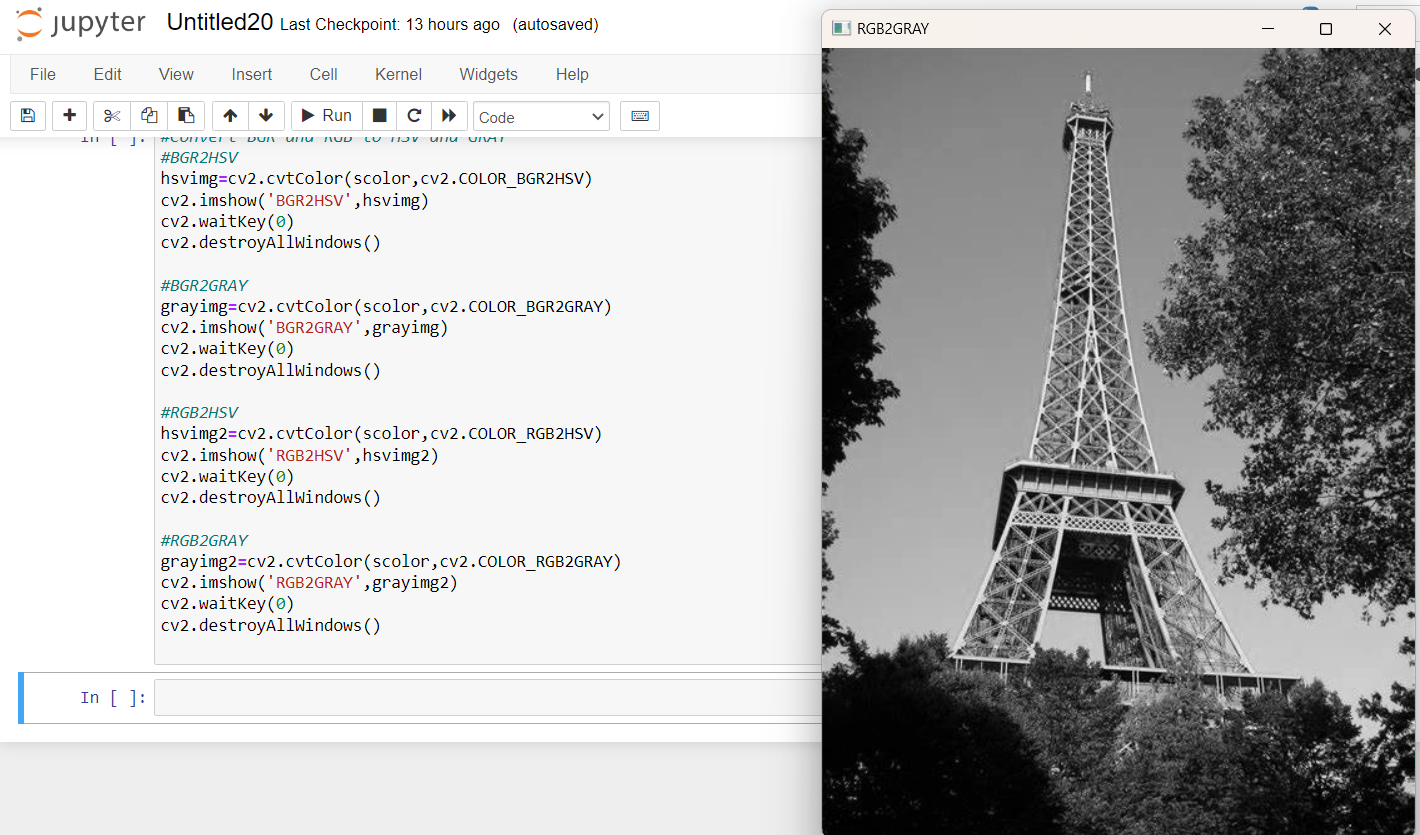 jupyter Untitled20 Last Checkpoint: 13 hours ago (autosaved)
File Edit View Insert Cell Kernel Widgets Help
Run Code
In [ ]: #Convert BGR and RGB to HSV and GRAY
#BGR2HSV
hsvimg=cv2.cvtColor(scolor,cv2.COLOR_BGR2HSV)
cv2.imshow('BGR2HSV',hsvimg)
cv2.waitKey(0)
cv2.destroyAllWindows()
#BGR2GRAY
grayimg=cv2.cvtColor(scolor,cv2.COLOR_BGR2GRAY)
cv2.imshow('BGR2GRAY',grayimg)
cv2.waitKey(0)
cv2.destroyAllWindows()
#RGB2HSV
hsvimg2=cv2.cvtColor(scolor,cv2.COLOR_RGB2HSV)
cv2.imshow('RGB2HSV',hsvimg2)
cv2.waitKey(0)
cv2.destroyAllWindows()
#RGB2GRAY
grayimg2=cv2.cvtColor(scolor,cv2.COLOR_RGB2GRAY)
cv2.imshow('RGB2GRAY',grayimg2)
cv2.waitKey(0)
cv2.destroyAllWindows()
In [ ]:
RGB2GRAY